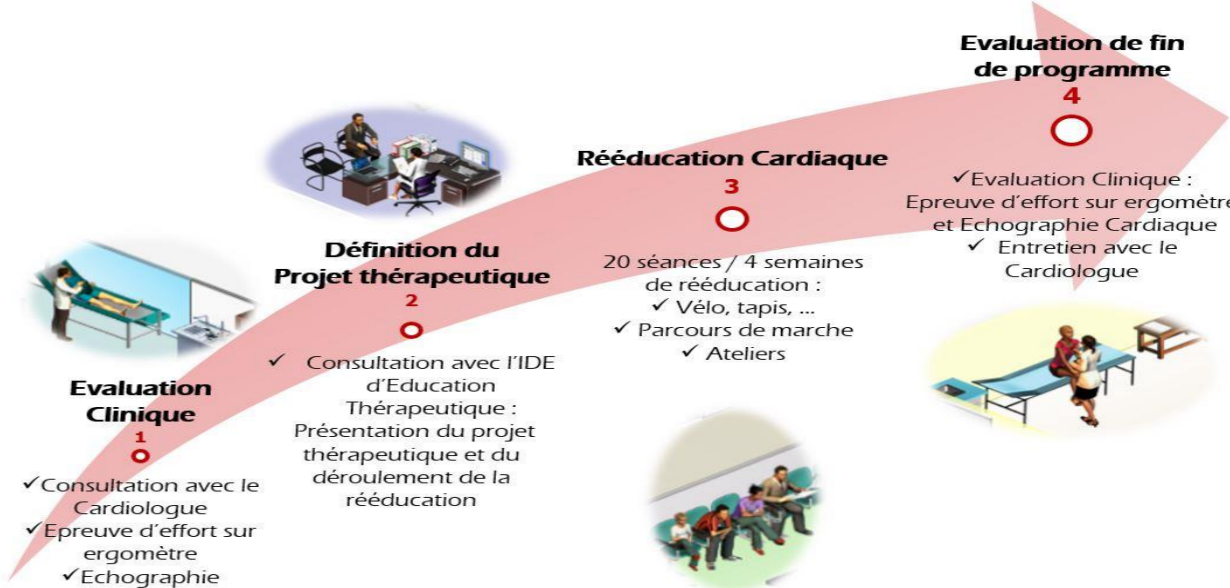 Evaluation
Clinique
1
✓Consultation avec le
Cardiologue
✓Epreuve d'effort sur
ergomètre
✓Echographie
Définition du
Projet thérapeutique
2
✓ Consultation avec l'IDE
d'Education
Thérapeutique :
Présentation du projet
thérapeutique et du
déroulement de la
rééducation
Rééducation Cardiaque
3
20 séances / 4 semaines
de rééducation :
✓ Vélo, tapis, ...
✓ Parcours de marche
✓ Ateliers
Evaluation de fin
de programme
4
✓Evaluation Clinique :
Epreuve d'effort sur ergomètre
et Echographie Cardiaque
✓ Entretien avec le
Cardiologue